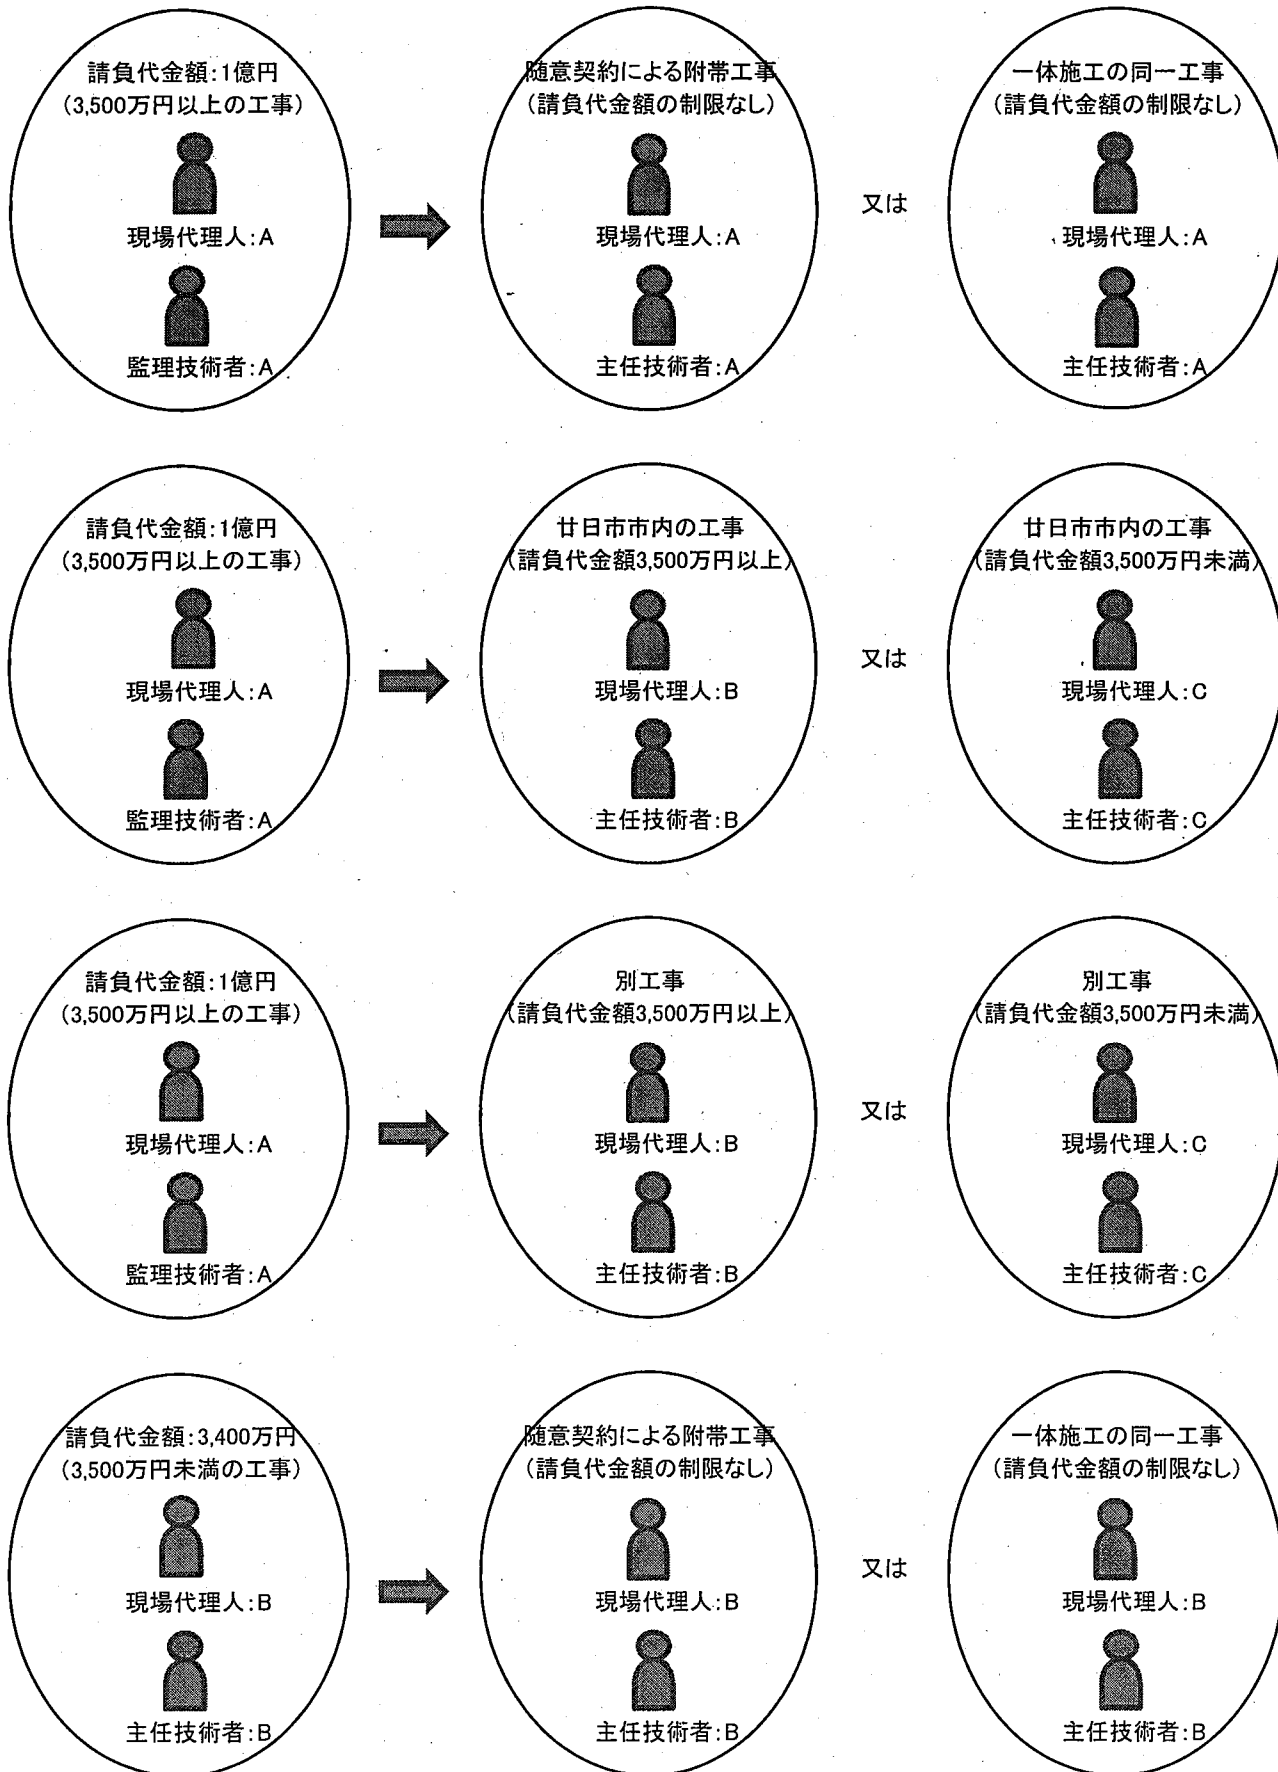 請負代金額:1億円
(3,500万円以上の工事)
現場代理人:A
監理技術者:A
随意契約による附帯工事
(請負代金額の制限なし)
現場代理人:A
主任技術者:A
又は
一体施工の同一工事
(請負代金額の制限なし)
現場代理人:A
主任技術者:A
請負代金額:1億円
(3,500万円以上の工事)
現場代理人:A
監理技術者:A
廿日市市内の工事
(請負代金額3,500万円以上)
現場代理人:B
主任技術者:B
又は
廿日市市内の工事
(請負代金額3,500万円未満)
現場代理人:C
主任技術者:C
請負代金額:1億円
(3,500万円以上の工事)
現場代理人:A
監理技術者:A
別工事
(請負代金額3,500万円以上)
現場代理人:B
主任技術者:B
又は
別工事
(請負代金額3,500万円未満)
現場代理人:C
主任技術者:C
請負代金額:3,400万円
(3,500万円未満の工事)
現場代理人:B
主任技術者:B
随意契約による附帯工事
(請負代金額の制限なし)
現場代理人:B
主任技術者:B
又は
一体施工の同一工事
(請負代金額の制限なし)
現場代理人:B
主任技術者:B